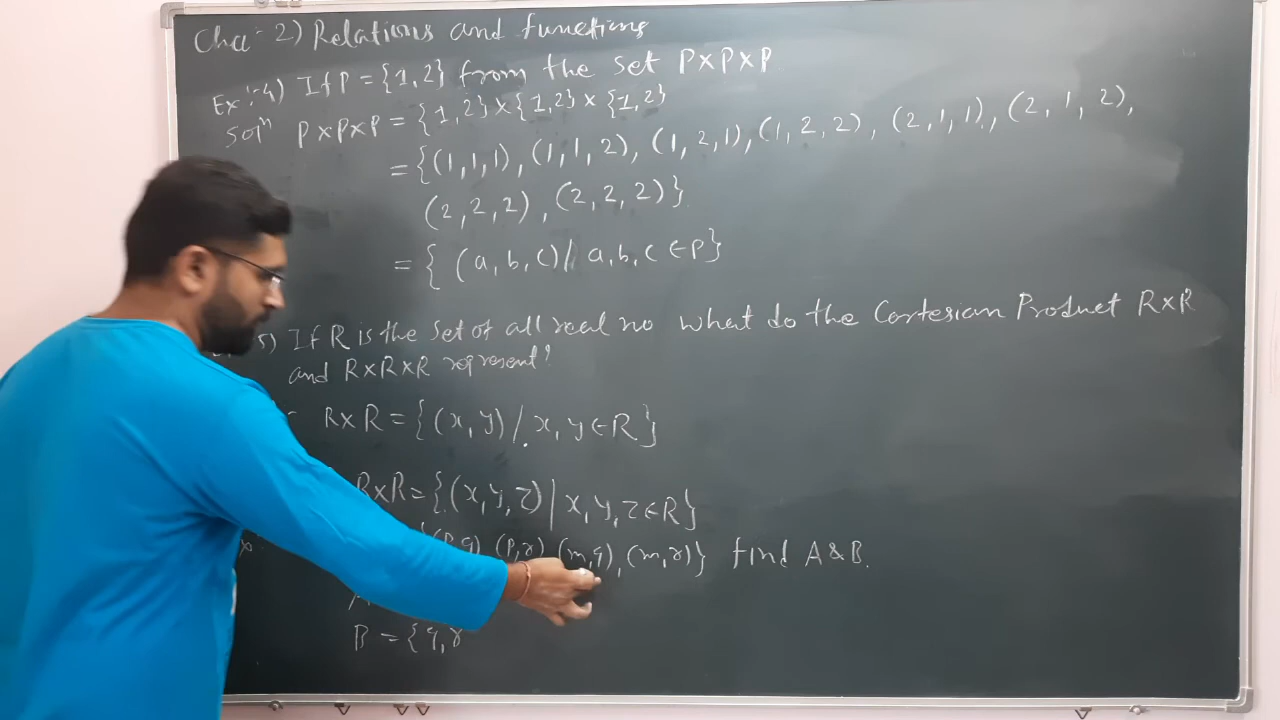 Cha:- 2) Relations and functions
Ex:-4) If P = {1,2} from the set P×P×P
Solⁿ P×P×P = {1,2}×{1,2}×{1,2}
= {(1,1,1), (1,1,2), (1,2,1), (1,2,2), (2,1,1), (2,1,2),
(2,2,2), (2,2,2)}
= { (a,b,c) // a,b,c ∈ P}
5) If R is the set of all real no what do the Cartesian Product R×R
and R×R×R represent?
R×R = {(x,y) / x,y ∈ R}
R×R = {(x,y,z) | x,y,z ∈ R}
(p,q) (p,r) (m,q), (m,r)} find A & B.
B = {q,r